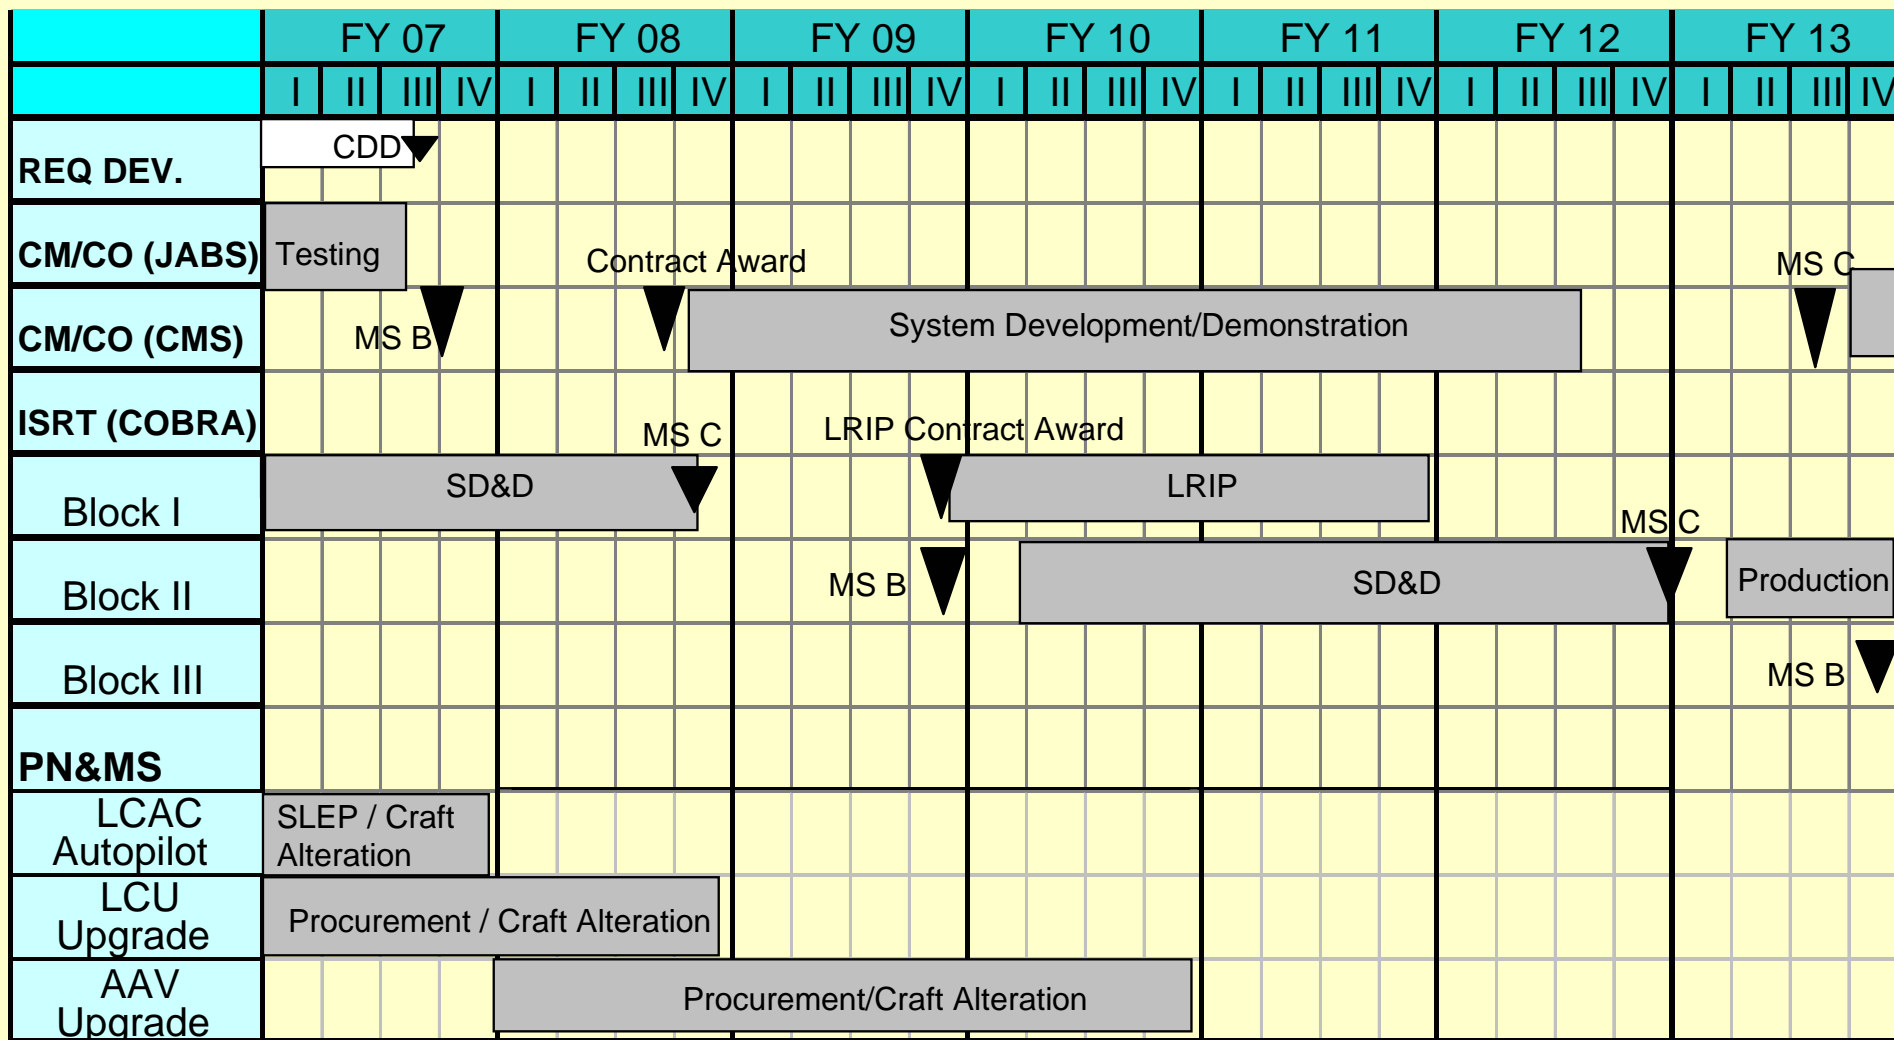 FY 07 FY 08 FY 09 FY 10 FY 11 FY 12 FY 13
I II III IV I II III IV I II III IV I II III IV I II III IV I II III IV I II III IV
CDD
REQ DEV.
CM/CO (JABS) Testing Contract Award MS C
CM/CO (CMS) MS B System Development/Demonstration
ISRT (COBRA) MS C LRIP Contract Award
Block I SD&D LRIP
MS C
Block II MS B SD&D Production
Block III MS B
PN&MS
LCAC SLEP / Craft
Autopilot Alteration
LCU
Upgrade Procurement / Craft Alteration
AAV
Upgrade Procurement/Craft Alteration